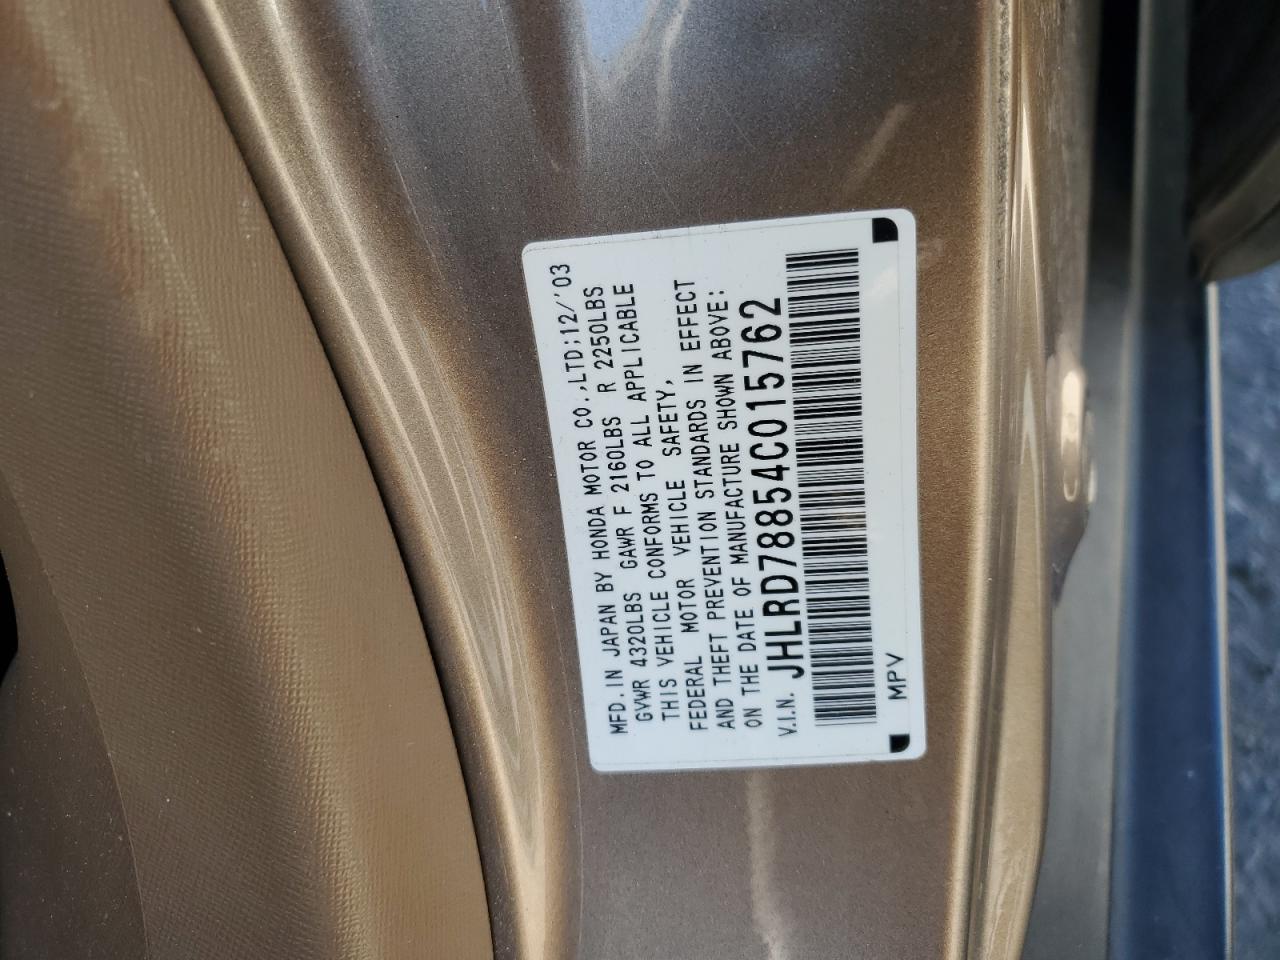 MFD.IN JAPAN BY HONDA MOTOR CO.,LTD;12/'03
GVWR 4320LBS GAWR F 2160LBS R 2250LBS
THIS VEHICLE CONFORMS TO ALL APPLICABLE
FEDERAL MOTOR VEHICLE SAFETY,
AND THEFT PREVENTION STANDARDS IN EFFECT
ON THE DATE OF MANUFACTURE SHOWN ABOVE:
V.I.N. JHLRD78854C015762
MPV